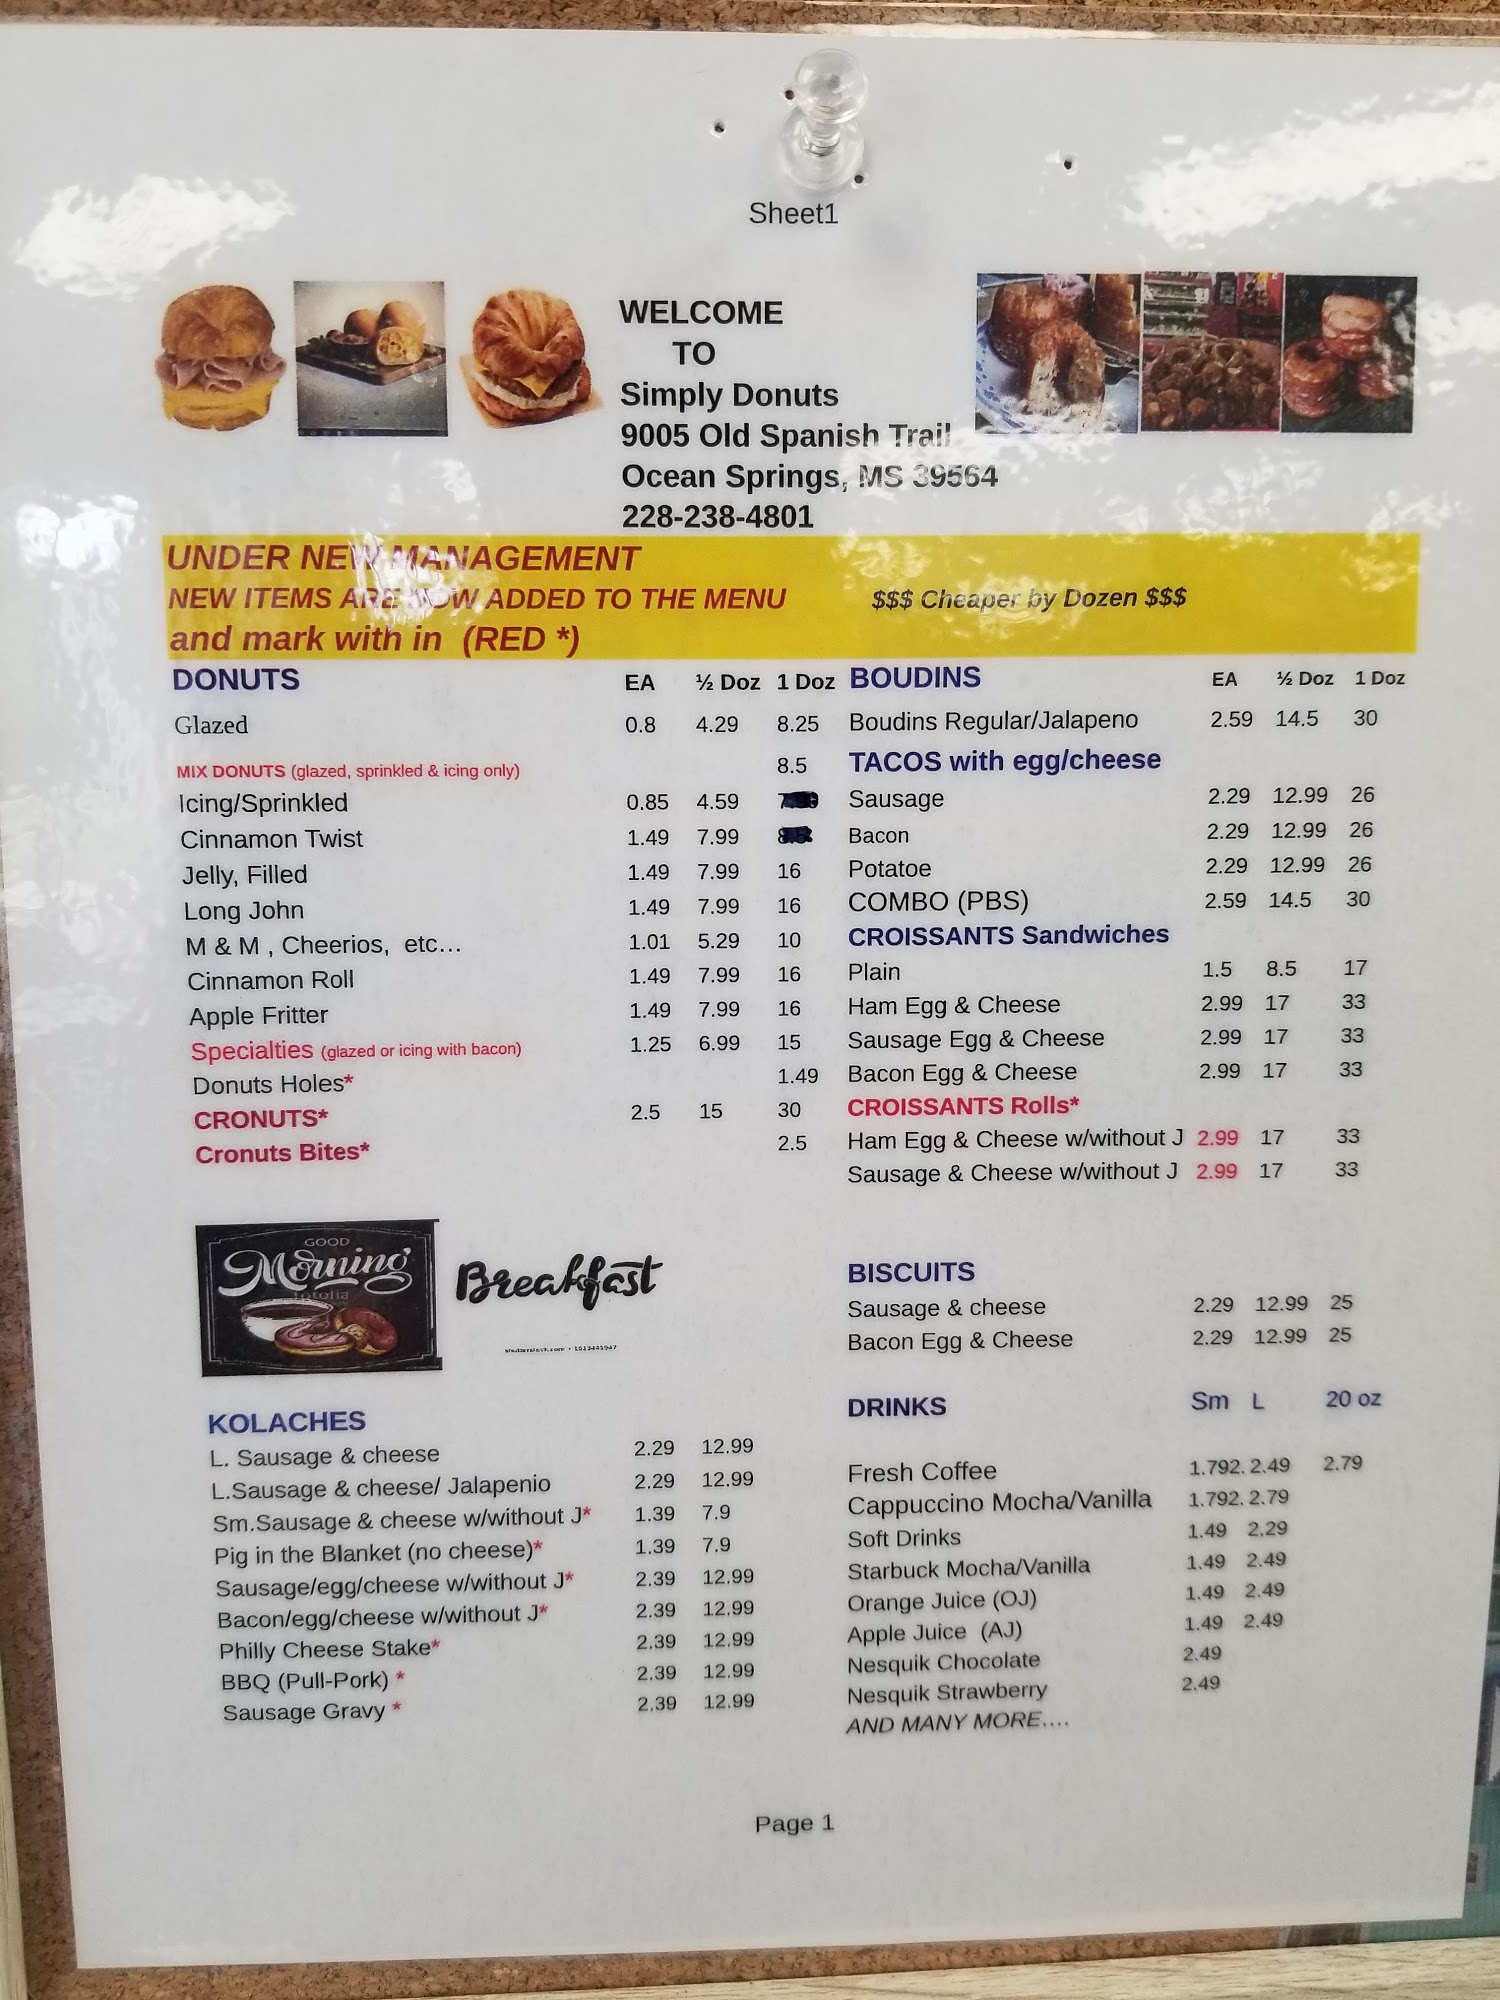 Sheet1
WELCOME
TO
Simply Donuts
9005 Old Spanish Trail
Ocean Springs, MS 39564
228-238-4801
UNDER NEW MANAGEMENT
NEW ITEMS ARE NOW ADDED TO THE MENU $$$ Cheaper by Dozen $$$
and mark with in (RED *)
DONUTS EA ½ Doz 1 Doz
Glazed 0.8 4.29 8.25
MIX DONUTS (glazed, sprinkled & icing only) 8.5
Icing/Sprinkled 0.85 4.59
Cinnamon Twist 1.49 7.99
Jelly, Filled 1.49 7.99 16
Long John 1.49 7.99 16
M & M , Cheerios, etc… 1.01 5.29 10
Cinnamon Roll 1.49 7.99 16
Apple Fritter 1.49 7.99 16
Specialties (glazed or icing with bacon) 1.25 6.99 15
Donuts Holes* 1.49
CRONUTS* 2.5 15 30
Cronuts Bites* 2.5
BOUDINS EA ½ Doz 1 Doz
Boudins Regular/Jalapeno 2.59 14.5 30
TACOS with egg/cheese
Sausage 2.29 12.99 26
Bacon 2.29 12.99 26
Potatoe 2.29 12.99 26
COMBO (PBS) 2.59 14.5 30
CROISSANTS Sandwiches
Plain 1.5 8.5 17
Ham Egg & Cheese 2.99 17 33
Sausage Egg & Cheese 2.99 17 33
Bacon Egg & Cheese 2.99 17 33
CROISSANTS Rolls*
Ham Egg & Cheese w/without J 2.99 17 33
Sausage & Cheese w/without J 2.99 17 33
GOOD
Morning
fotolia
Breakfast
shutterstock.com • 1013441947
KOLACHES
L. Sausage & cheese 2.29 12.99
L.Sausage & cheese/ Jalapenio 2.29 12.99
Sm.Sausage & cheese w/without J* 1.39 7.9
Pig in the Blanket (no cheese)* 1.39 7.9
Sausage/egg/cheese w/without J* 2.39 12.99
Bacon/egg/cheese w/without J* 2.39 12.99
Philly Cheese Stake* 2.39 12.99
BBQ (Pull-Pork) * 2.39 12.99
Sausage Gravy * 2.39 12.99
BISCUITS
Sausage & cheese 2.29 12.99 25
Bacon Egg & Cheese 2.29 12.99 25
DRINKS Sm L 20 oz
Fresh Coffee 1.792. 2.49 2.79
Cappuccino Mocha/Vanilla 1.792. 2.79
Soft Drinks 1.49 2.29
Starbuck Mocha/Vanilla 1.49 2.49
Orange Juice (OJ) 1.49 2.49
Apple Juice (AJ) 1.49 2.49
Nesquik Chocolate 2.49
Nesquik Strawberry 2.49
AND MANY MORE….
Page 1